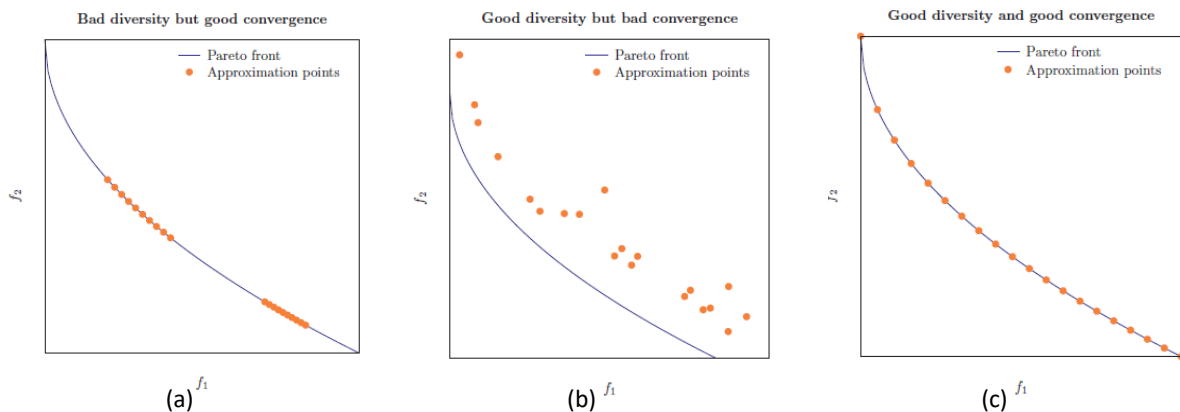 Bad diversity but good convergence
Pareto front
Approximation points
f2
f1
(a)
Good diversity but bad convergence
Pareto front
Approximation points
f2
f1
(b)
Good diversity and good convergence
Pareto front
Approximation points
f2
f1
(c)